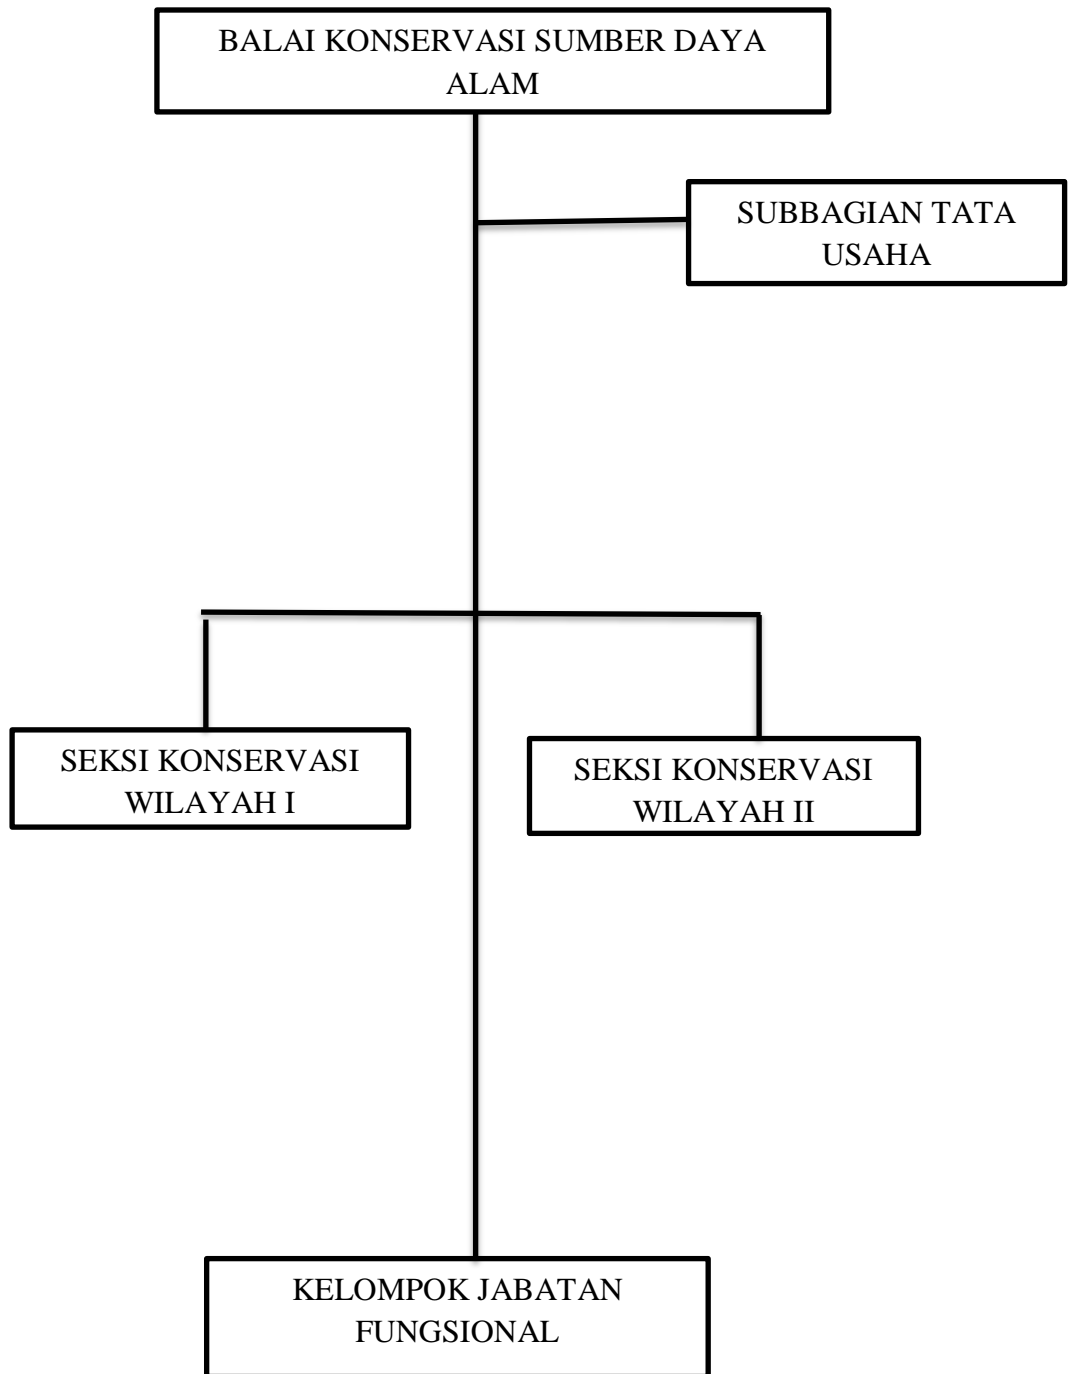 BALAI KONSERVASI SUMBER DAYA
ALAM
SUBBAGIAN TATA
USAHA
SEKSI KONSERVASI
WILAYAH I
SEKSI KONSERVASI
WILAYAH II
KELOMPOK JABATAN
FUNGSIONAL